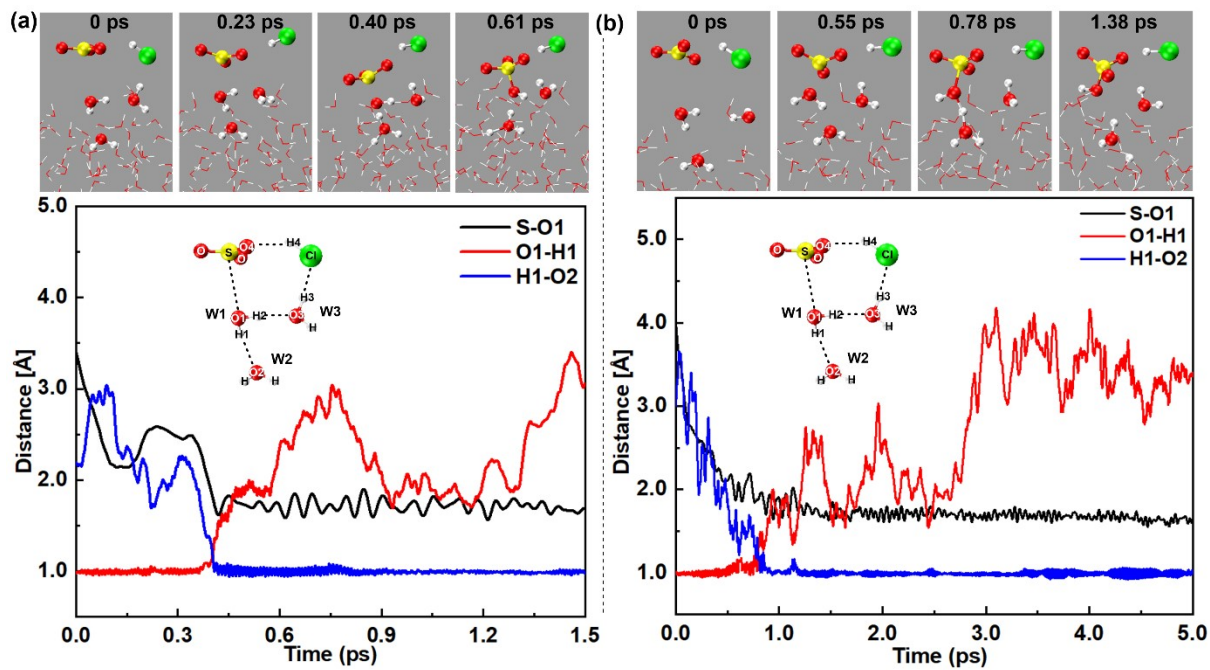 (a) 0 ps 0.23 ps 0.40 ps 0.61 ps
5.0
4.0
3.0
2.0
1.0
Distance [Å]
S-O1
O1-H1
H1-O2
O S O4 H4 Cl
O
H3
W1 O1 H2 O3 W3
H1 H
W2
O2
H H
0.0 0.3 0.6 0.9 1.2 1.5
Time (ps)
(b) 0 ps 0.55 ps 0.78 ps 1.38 ps
5.0
4.0
3.0
2.0
1.0
Distance [Å]
S-O1
O1-H1
H1-O2
O S O4 H4 Cl
O
H3
W1 O1 H2 O3 W3
H1 H
W2
O2
H H
0.0 1.0 2.0 3.0 4.0 5.0
Time (ps)